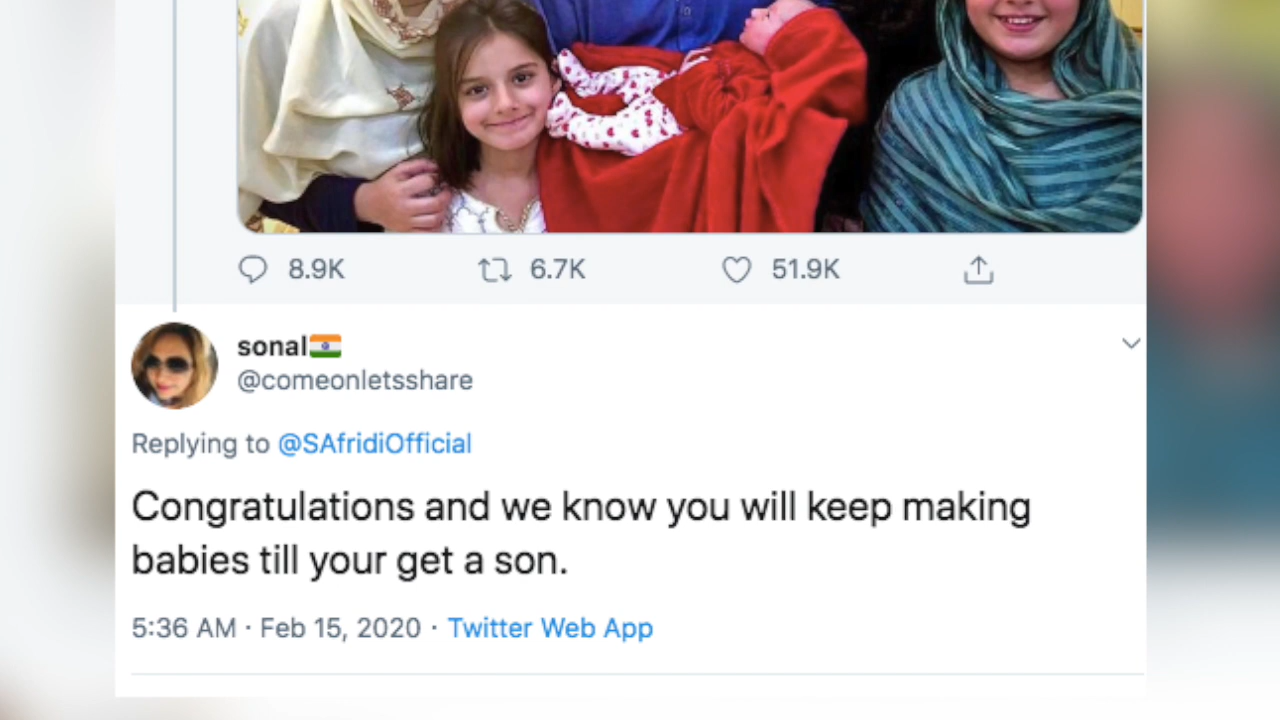 8.9K 6.7K 51.9K
sonal🇮🇳
@comeonletsshare
Replying to @SAfridiOfficial
Congratulations and we know you will keep making
babies till your get a son.
5:36 AM · Feb 15, 2020 · Twitter Web App